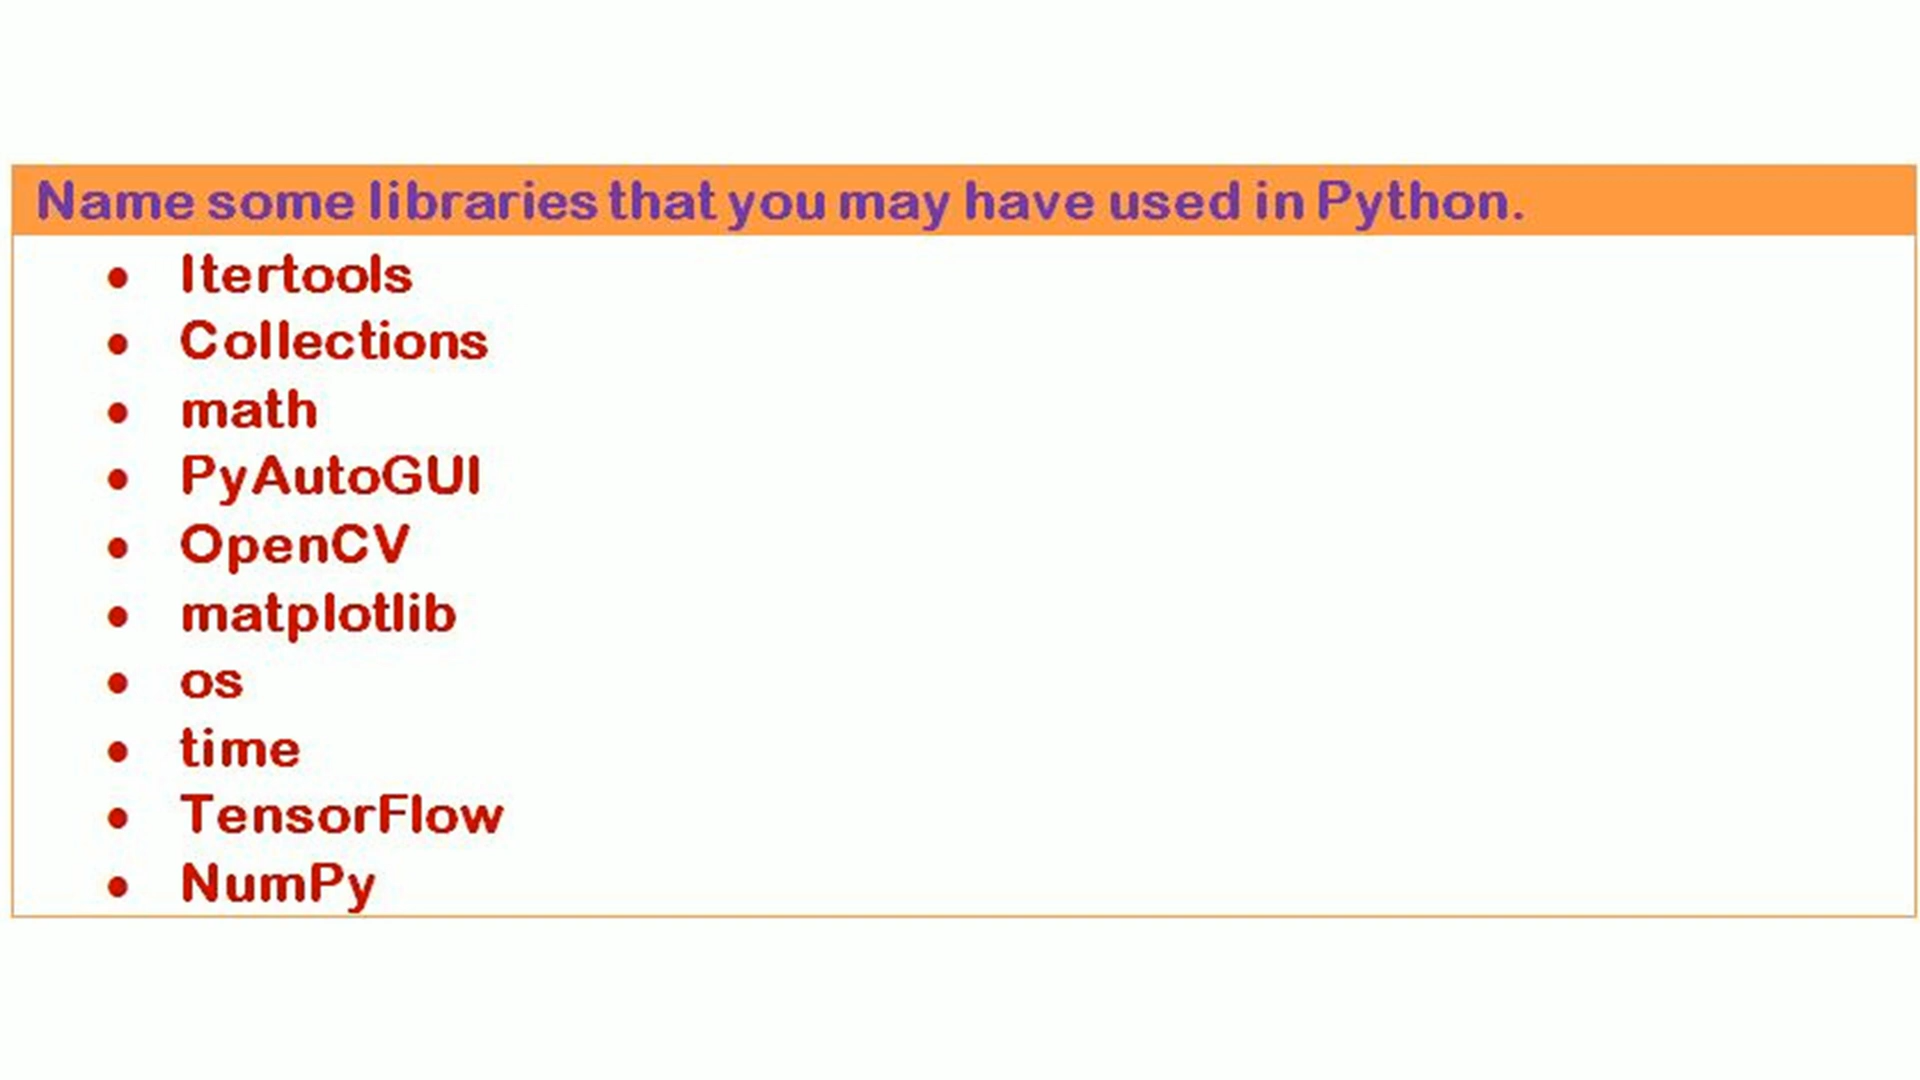 Name some libraries that you may have used in Python.
• Itertools
• Collections
• math
• PyAutoGUI
• OpenCV
• matplotlib
• os
• time
• TensorFlow
• NumPy